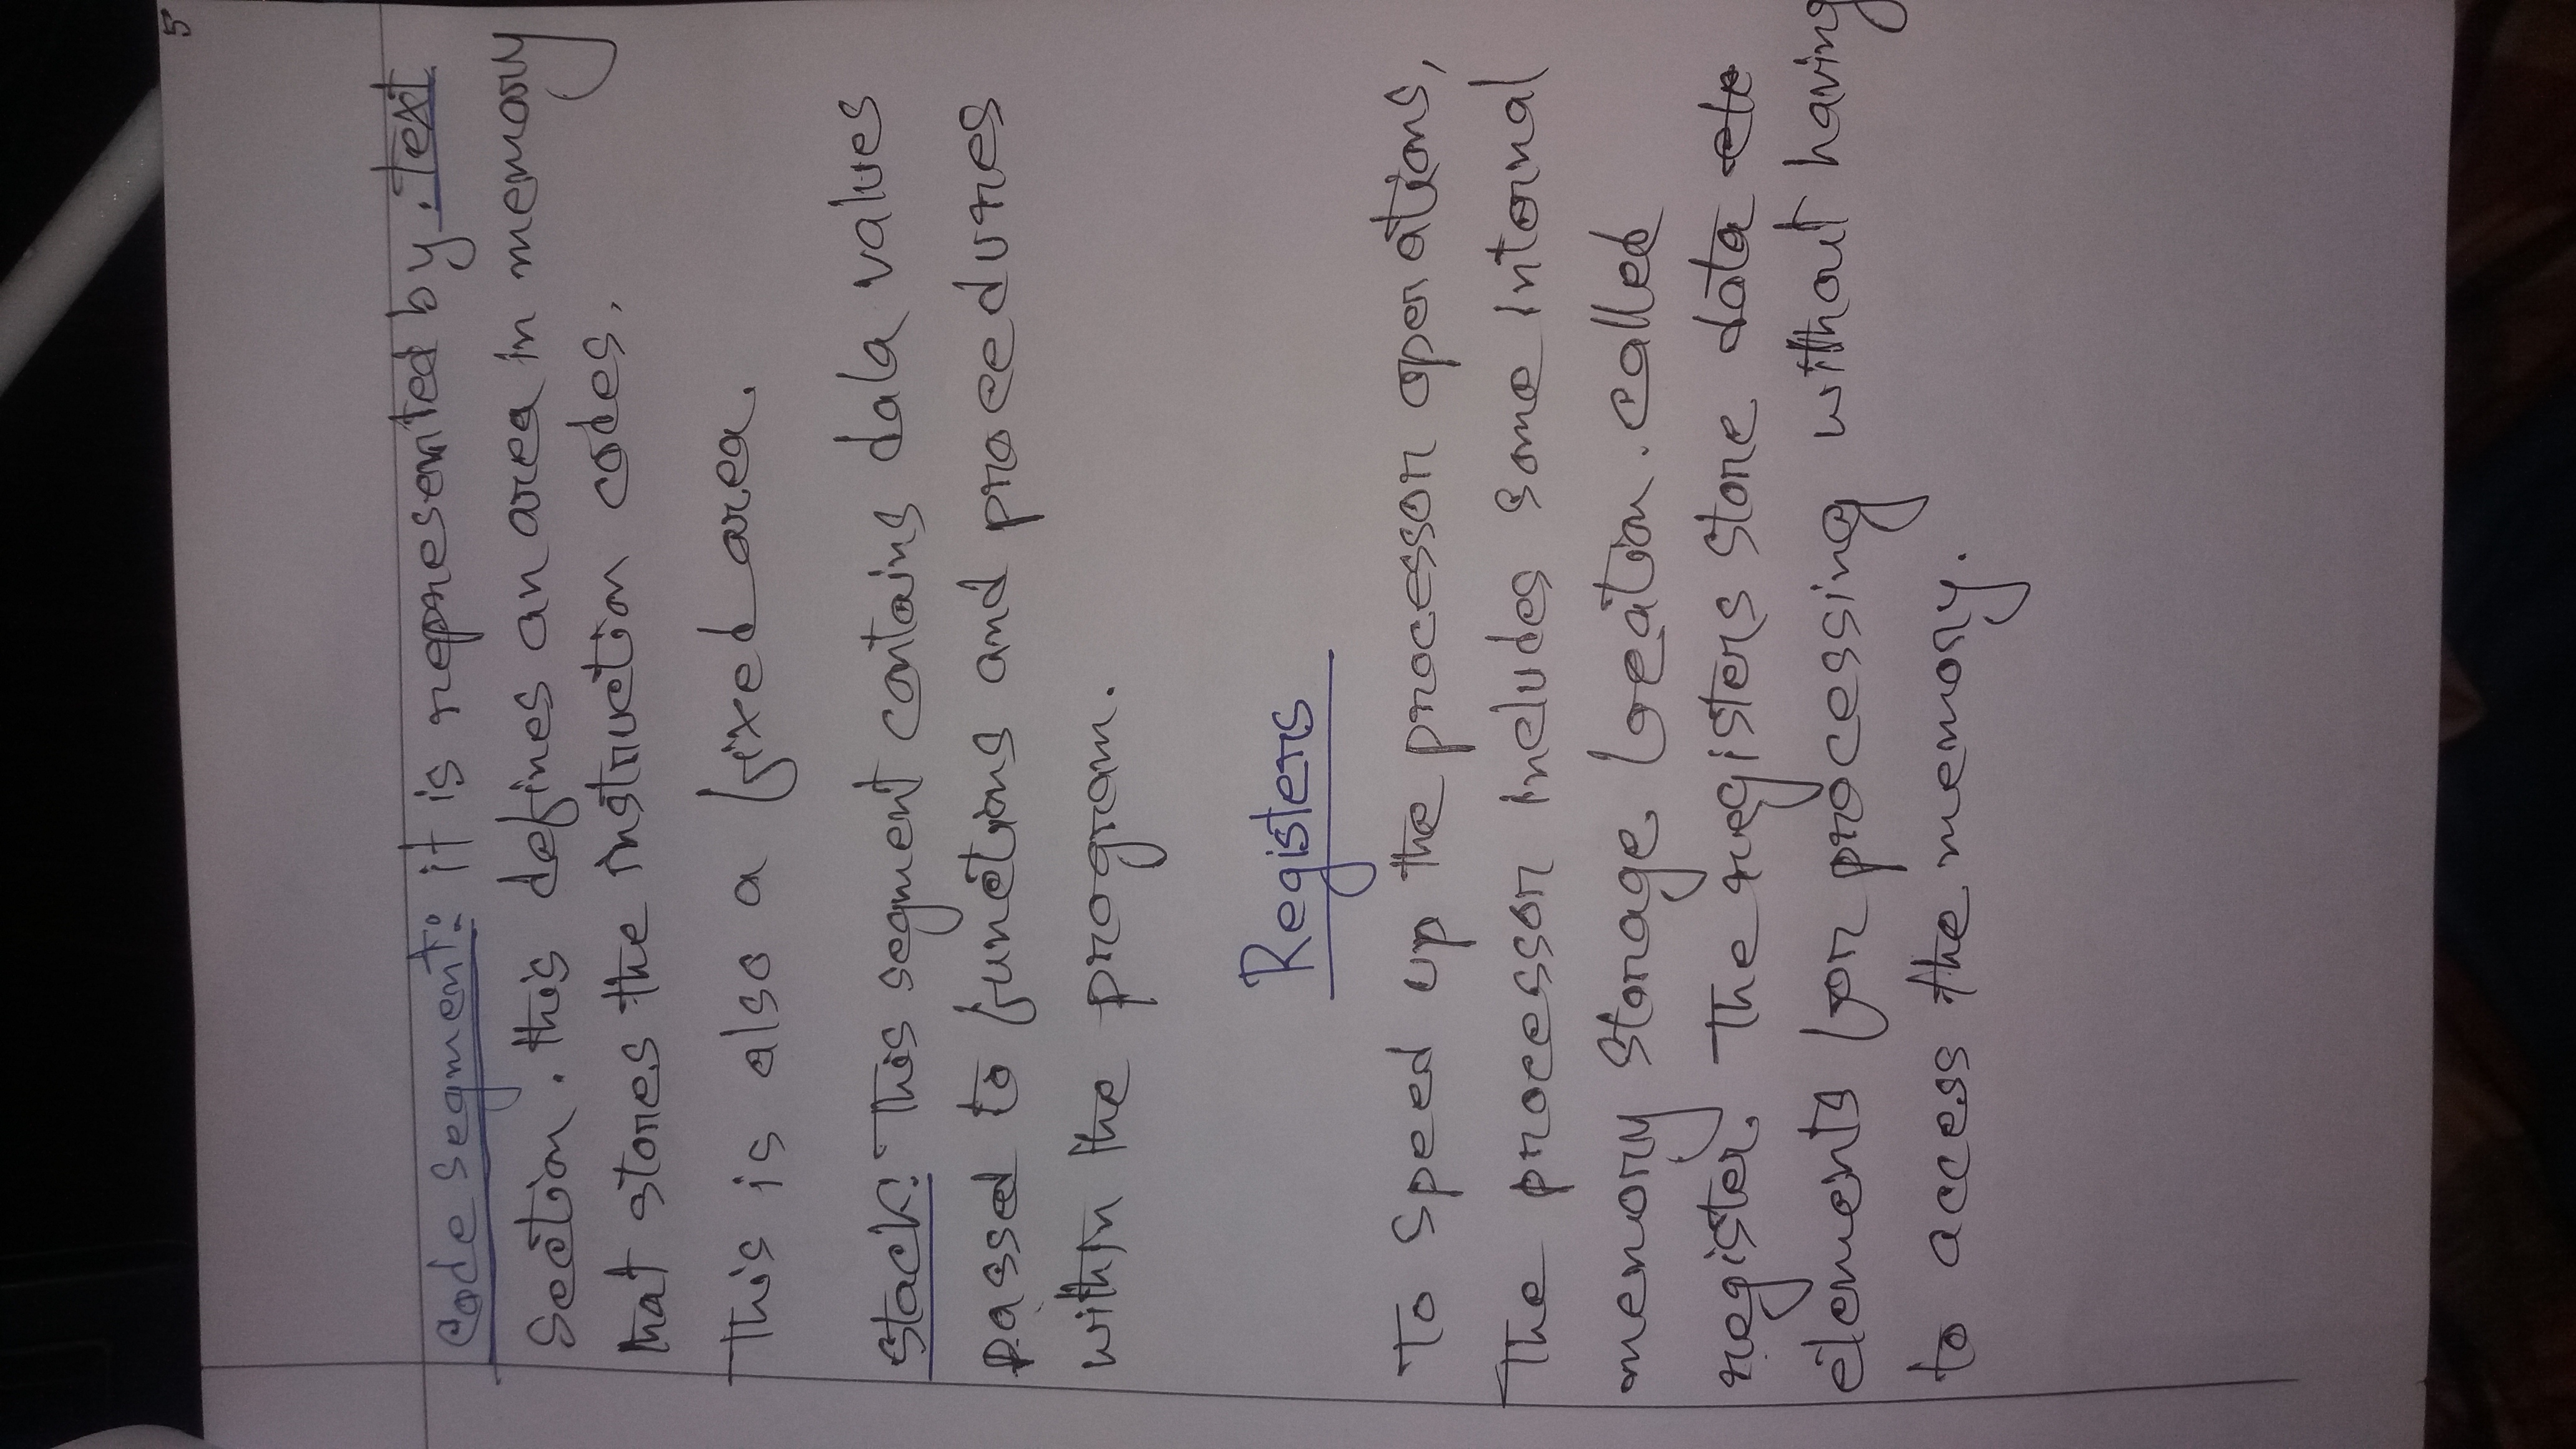 5
Code segment: it is represented by .text
Section. this defines an area in memory
that stores the instruction codes.
This is also a fixed area.
Stack: This segment contains data values
passed to functions and procedures
within the program.
Registers
To Speed up the processor operations,
The processor includes some internal
memory storage location. called
register. The registers store data ele
elements for processing without having
to access the memory.